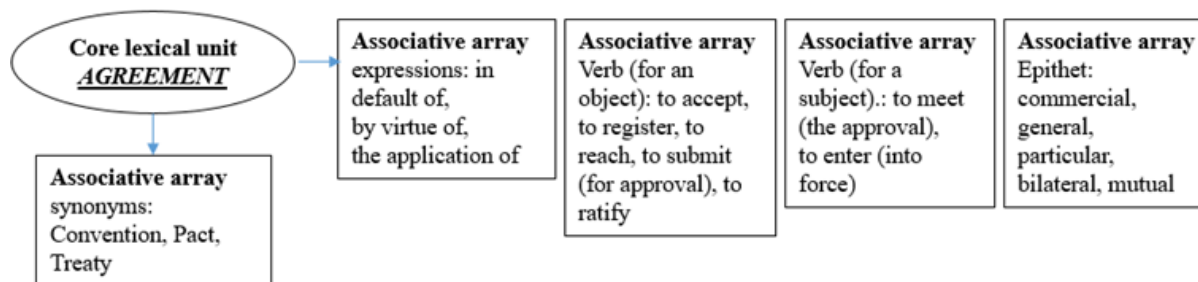 Core lexical unit
AGREEMENT
Associative array
expressions: in
default of,
by virtue of,
the application of
Associative array
Verb (for an
object): to accept,
to register, to
reach, to submit
(for approval), to
ratify
Associative array
Verb (for a
subject).: to meet
(the approval),
to enter (into
force)
Associative array
Epithet:
commercial,
general,
particular,
bilateral, mutual
Associative array
synonyms:
Convention, Pact,
Treaty